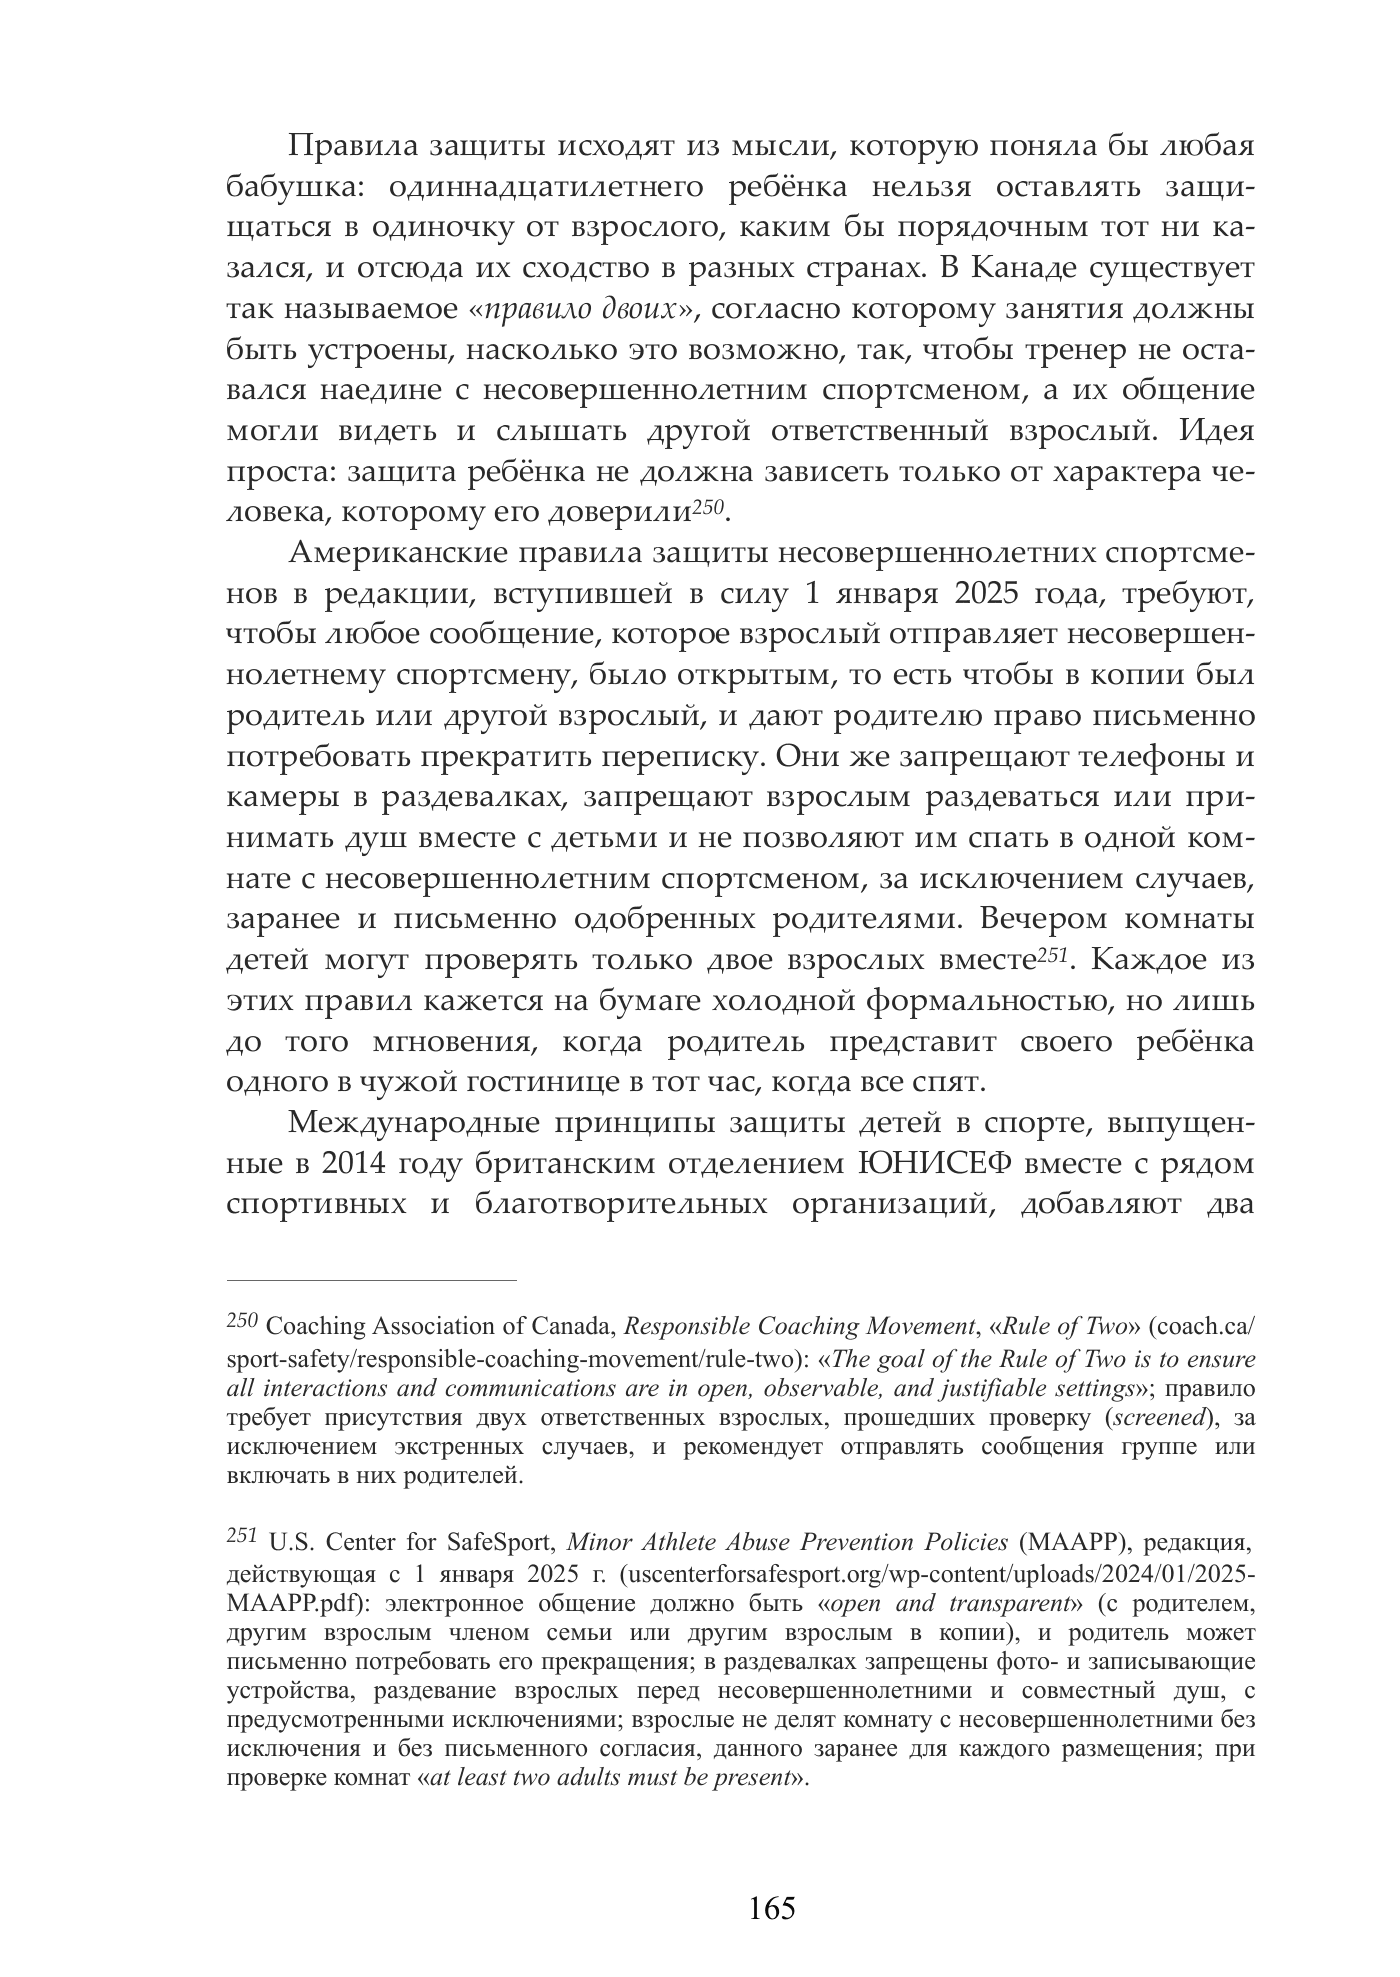 Правила защиты исходят из мысли, которую поняла бы любая
бабушка: одиннадцатилетнего ребёнка нельзя оставлять защи-
щаться в одиночку от взрослого, каким бы порядочным тот ни ка-
зался, и отсюда их сходство в разных странах. В Канаде существует
так называемое «правило двоих», согласно которому занятия должны
быть устроены, насколько это возможно, так, чтобы тренер не оста-
вался наедине с несовершеннолетним спортсменом, а их общение
могли видеть и слышать другой ответственный взрослый. Идея
проста: защита ребёнка не должна зависеть только от характера че-
ловека, которому его доверили250.
Американские правила защиты несовершеннолетних спортсме-
нов в редакции, вступившей в силу 1 января 2025 года, требуют,
чтобы любое сообщение, которое взрослый отправляет несовершен-
нолетнему спортсмену, было открытым, то есть чтобы в копии был
родитель или другой взрослый, и дают родителю право письменно
потребовать прекратить переписку. Они же запрещают телефоны и
камеры в раздевалках, запрещают взрослым раздеваться или при-
нимать душ вместе с детьми и не позволяют им спать в одной ком-
нате с несовершеннолетним спортсменом, за исключением случаев,
заранее и письменно одобренных родителями. Вечером комнаты
детей могут проверять только двое взрослых вместе251. Каждое из
этих правил кажется на бумаге холодной формальностью, но лишь
до того мгновения, когда родитель представит своего ребёнка
одного в чужой гостинице в тот час, когда все спят.
Международные принципы защиты детей в спорте, выпущен-
ные в 2014 году британским отделением ЮНИСЕФ вместе с рядом
спортивных и благотворительных организаций, добавляют два
250 Coaching Association of Canada, Responsible Coaching Movement, «Rule of Two» (coach.ca/
sport-safety/responsible-coaching-movement/rule-two): «The goal of the Rule of Two is to ensure
all interactions and communications are in open, observable, and justifiable settings»; правило
требует присутствия двух ответственных взрослых, прошедших проверку (screened), за
исключением экстренных случаев, и рекомендует отправлять сообщения группе или
включать в них родителей.
251 U.S. Center for SafeSport, Minor Athlete Abuse Prevention Policies (MAAPP), редакция,
действующая с 1 января 2025 г. (uscenterforsafesport.org/wp-content/uploads/2024/01/2025-
MAAPP.pdf): электронное общение должно быть «open and transparent» (с родителем,
другим взрослым членом семьи или другим взрослым в копии), и родитель может
письменно потребовать его прекращения; в раздевалках запрещены фото- и записывающие
устройства, раздевание взрослых перед несовершеннолетними и совместный душ, с
предусмотренными исключениями; взрослые не делят комнату с несовершеннолетними без
исключения и без письменного согласия, данного заранее для каждого размещения; при
проверке комнат «at least two adults must be present».
165